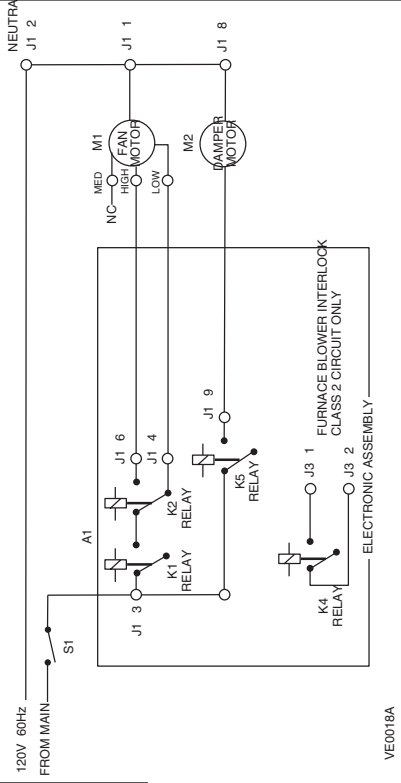 NEUTRA
J1 2
J1 1
J1 8
M1
FAN
MOTOR
M2
DAMPER
MOTOR
MED
HIGH
LOW
NC
A1
J1 6
J1 4
J1 9
K2
RELAY
K1
RELAY
K5
RELAY
J1 3
S1
FURNACE BLOWER INTERLOCK
CLASS 2 CIRCUIT ONLY
J3 1
J3 2
K4
RELAY
ELECTRONIC ASSEMBLY
120V 60Hz
FROM MAIN
VE0018A